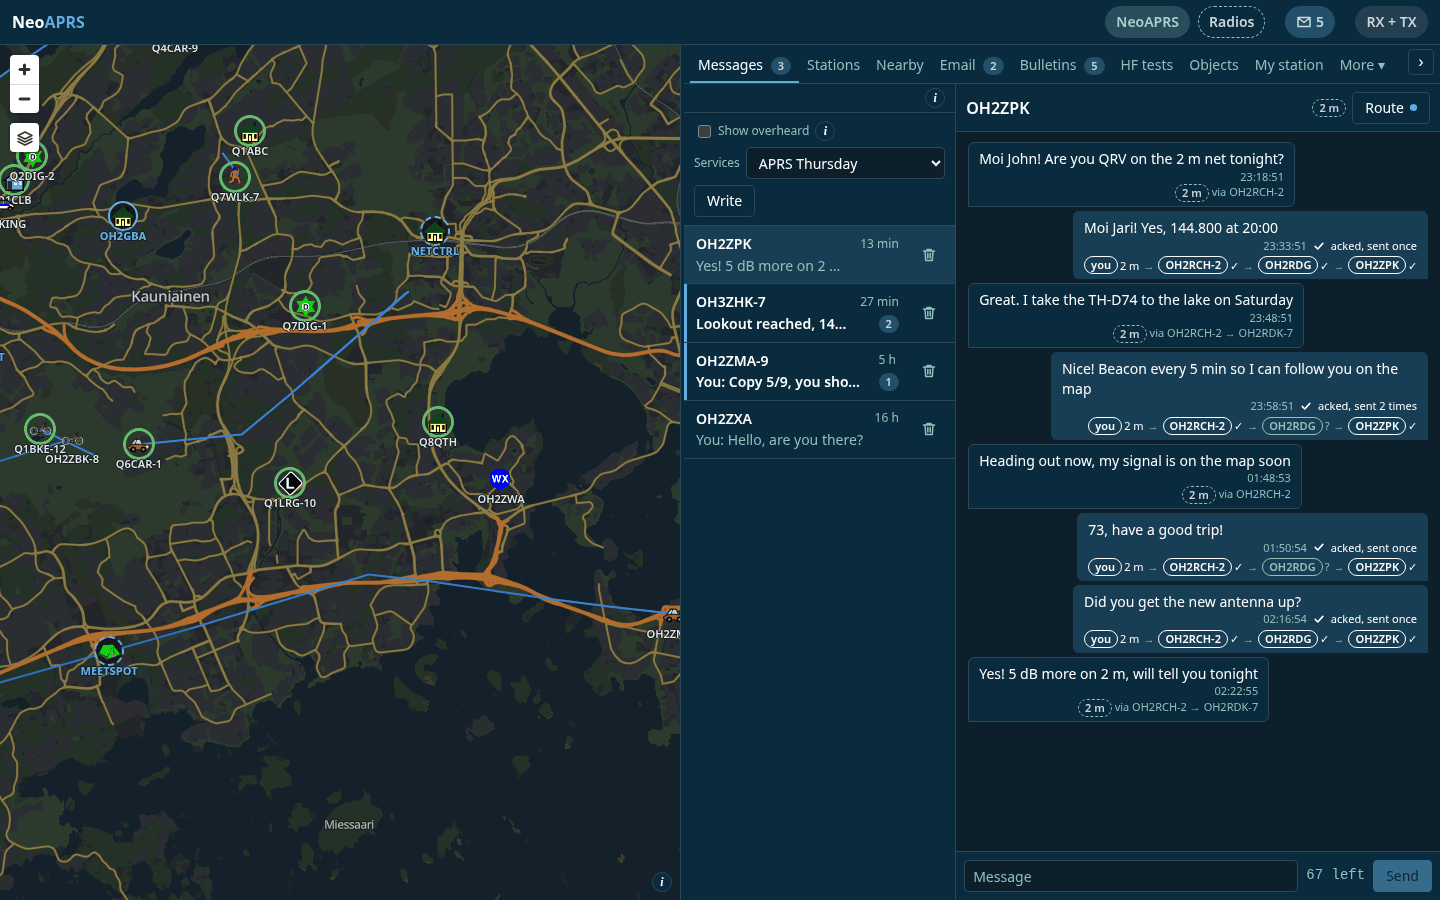 NeoAPRS
NeoAPRS
Radios
5
RX + TX
Q4CAR-9
Q1ABC
Q2DIG-2
Q7WLK-7
Q1CLB
KING
OH2GBA
NETCTRL
Kauniainen
Q7DIG-1
Q1BKE-12
OH2ZBK-8
Q6CAR-1
Q8QTH
Q1LRG-10
WX
OH2ZWA
OH2ZM
MEETSPOT
Miessaari
i
Messages 3
Stations
Nearby
Email 2
Bulletins 5
HF tests
Objects
My station
More ▾
i
Show overheard i
Services APRS Thursday
Write
OH2ZPK 13 min
Yes! 5 dB more on 2 ...
OH3ZHK-7 27 min
Lookout reached, 14... 2
OH2ZMA-9 5 h
You: Copy 5/9, you sho... 1
OH2ZXA 16 h
You: Hello, are you there?
OH2ZPK 2 m Route
Moi John! Are you QRV on the 2 m net tonight?
23:18:51
2 m via OH2RCH-2
Moi Jari! Yes, 144.800 at 20:00
23:33:51 ✓ acked, sent once
you 2 m → OH2RCH-2 ✓ → OH2RDG ✓ → OH2ZPK ✓
Great. I take the TH-D74 to the lake on Saturday
23:48:51
2 m via OH2RCH-2 → OH2RDK-7
Nice! Beacon every 5 min so I can follow you on the
map
23:58:51 ✓ acked, sent 2 times
you 2 m → OH2RCH-2 ✓ → OH2RDG ? → OH2ZPK ✓
Heading out now, my signal is on the map soon
01:48:53
2 m via OH2RCH-2
73, have a good trip!
01:50:54 ✓ acked, sent once
you 2 m → OH2RCH-2 ✓ → OH2RDG ? → OH2ZPK ✓
Did you get the new antenna up?
02:16:54 ✓ acked, sent once
you 2 m → OH2RCH-2 ✓ → OH2RDG ✓ → OH2ZPK ✓
Yes! 5 dB more on 2 m, will tell you tonight
02:22:55
2 m via OH2RCH-2 → OH2RDK-7
Message
67 left
Send